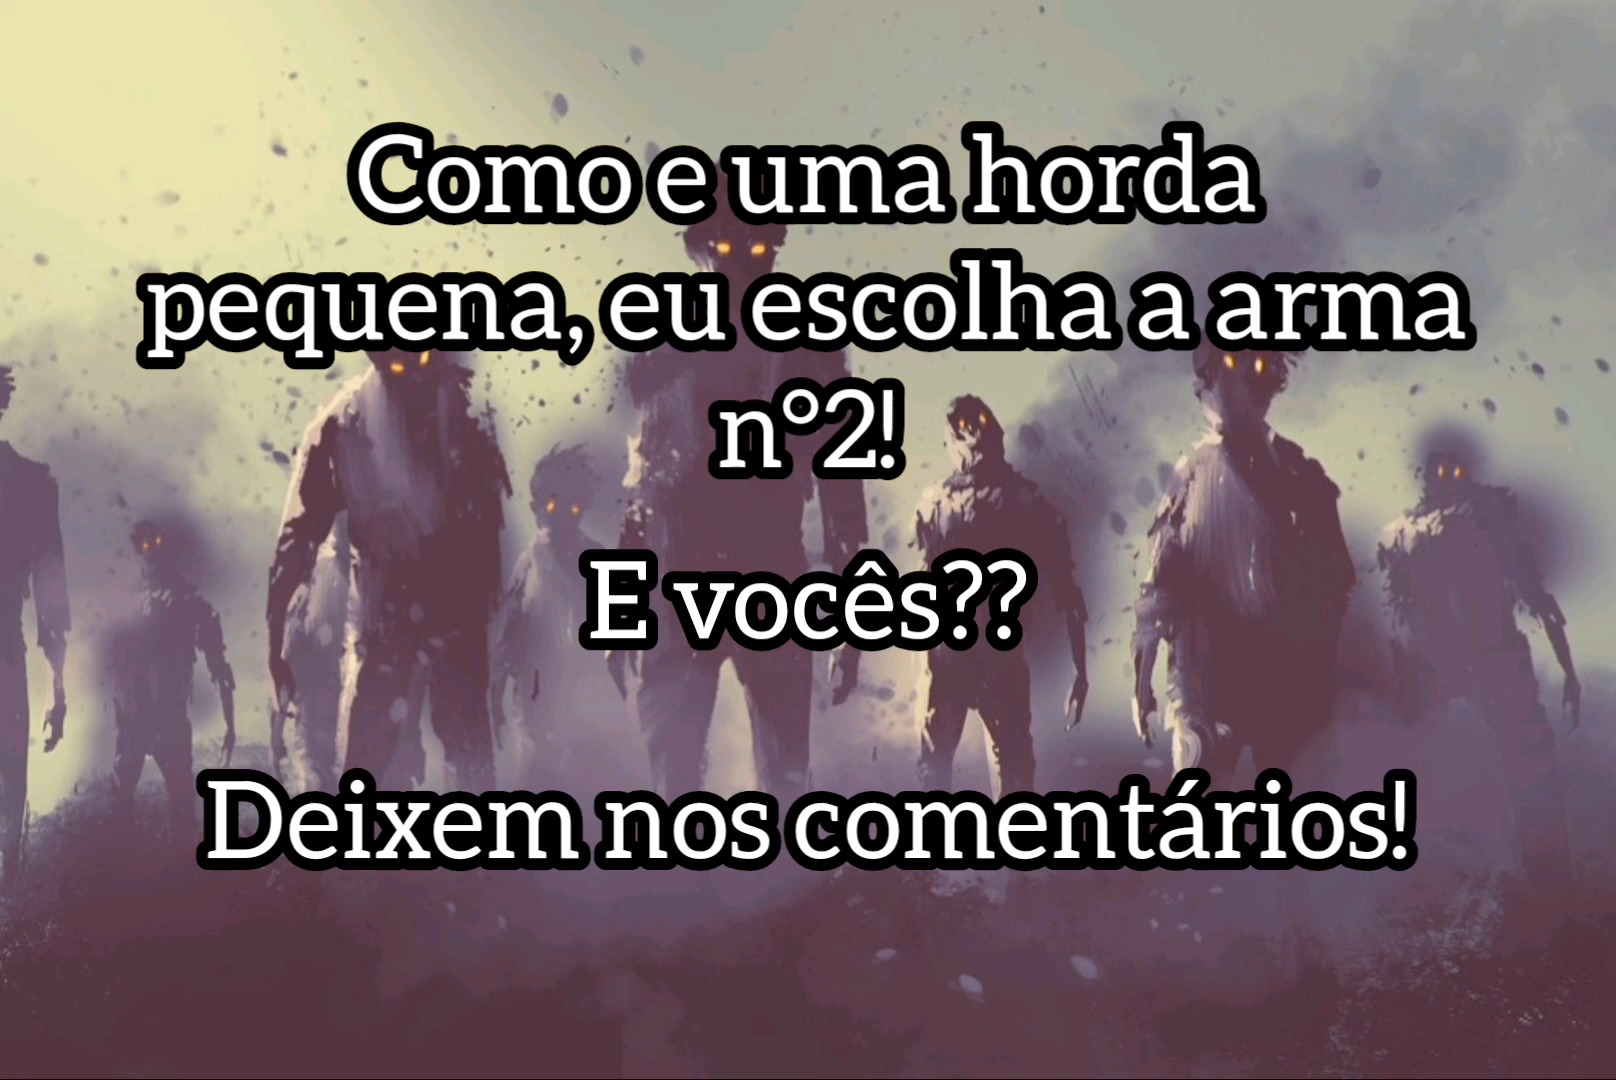 Como e uma horda
pequena, eu escolha a arma
n°2!
E vocês??
Deixem nos comentários!